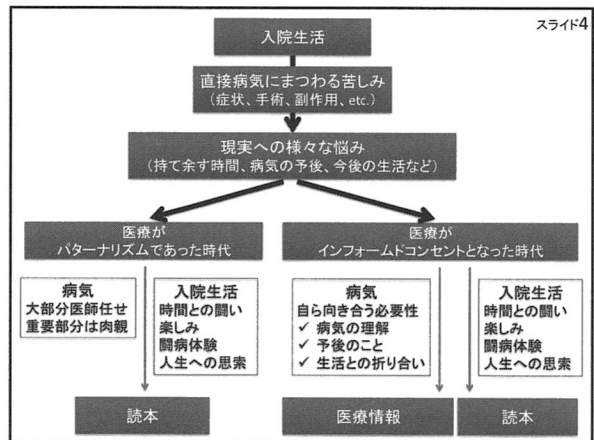 スライド4
入院生活
直接病気にまつわる苦しみ
（症状、手術、副作用、etc.）
現実への様々な悩み
（持て余す時間、病気の予後、今後の生活など）
医療が
パターナリズムであった時代
医療が
インフォームドコンセントとなった時代
病気
大部分医師任せ
重要部分は肉親
入院生活
時間との闘い
楽しみ
闘病体験
人生への思索
病気
自ら向き合う必要性
✓ 病気の理解
✓ 予後のこと
✓ 生活との折り合い
入院生活
時間との闘い
楽しみ
闘病体験
人生への思索
読本
医療情報
読本